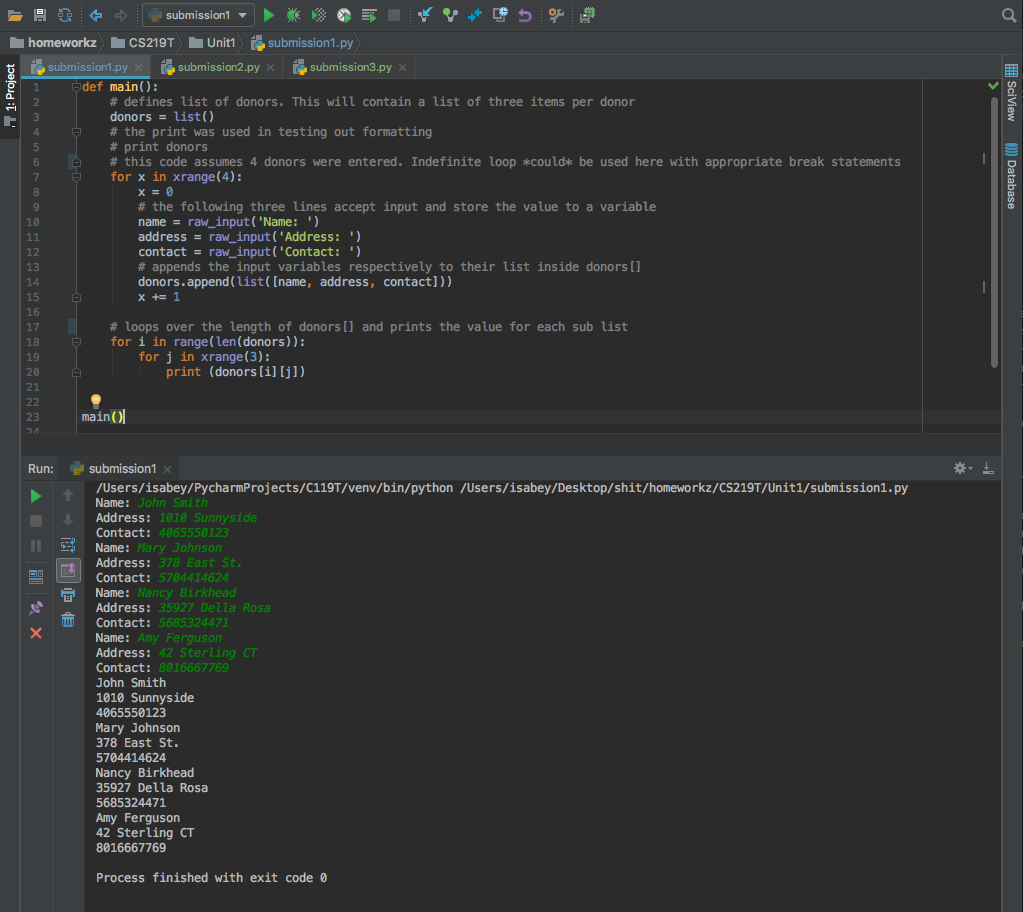 submission1
homeworkz CS219T Unit1 submission1.py
submission1.py submission2.py submission3.py
1: Project
SciView
Database
1 def main():
2 # defines list of donors. This will contain a list of three items per donor
3 donors = list()
4 # the print was used in testing out formatting
5 # print donors
6 # this code assumes 4 donors were entered. Indefinite loop *could* be used here with appropriate break statements
7 for x in xrange(4):
8 x = 0
9 # the following three lines accept input and store the value to a variable
10 name = raw_input('Name: ')
11 address = raw_input('Address: ')
12 contact = raw_input('Contact: ')
13 # appends the input variables respectively to their list inside donors[]
14 donors.append(list([name, address, contact]))
15 x += 1
16
17 # loops over the length of donors[] and prints the value for each sub list
18 for i in range(len(donors)):
19 for j in xrange(3):
20 print (donors[i][j])
21
22
23 main()
24
Run: submission1
/Users/isabey/PycharmProjects/C119T/venv/bin/python /Users/isabey/Desktop/shit/homeworkz/CS219T/Unit1/submission1.py
Name: John Smith
Address: 1010 Sunnyside
Contact: 4065550123
Name: Mary Johnson
Address: 378 East St.
Contact: 5704414624
Name: Nancy Birkhead
Address: 35927 Della Rosa
Contact: 5685324471
Name: Amy Ferguson
Address: 42 Sterling CT
Contact: 8016667769
John Smith
1010 Sunnyside
4065550123
Mary Johnson
378 East St.
5704414624
Nancy Birkhead
35927 Della Rosa
5685324471
Amy Ferguson
42 Sterling CT
8016667769
Process finished with exit code 0